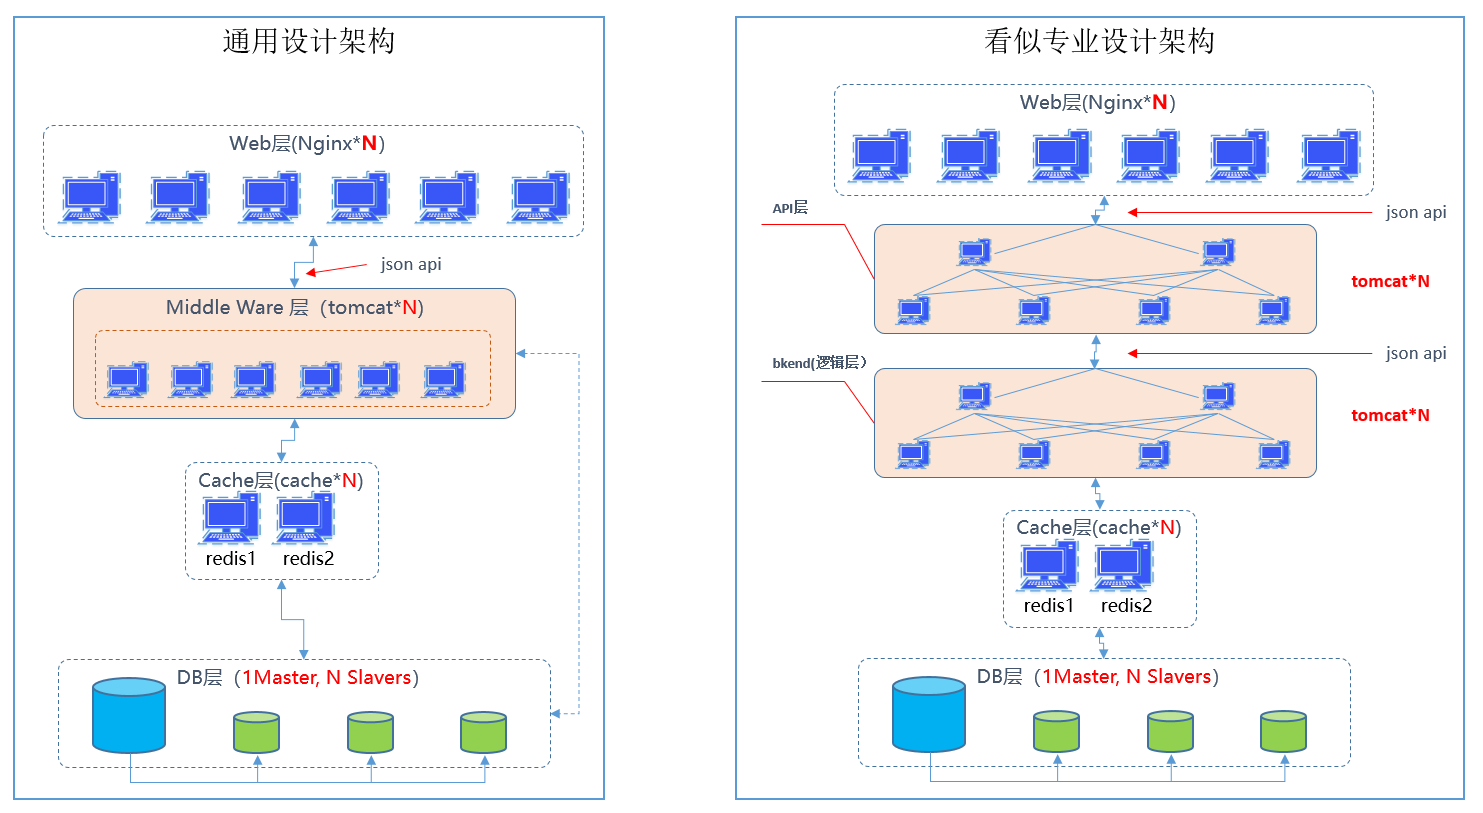 通用设计架构
Web层(Nginx*N)
json api
Middle Ware 层（tomcat*N)
Cache层(cache*N)
redis1
redis2
DB层（1Master, N Slavers)
看似专业设计架构
Web层(Nginx*N)
API层
json api
tomcat*N
json api
bkend(逻辑层）
tomcat*N
Cache层(cache*N)
redis1
redis2
DB层（1Master, N Slavers)